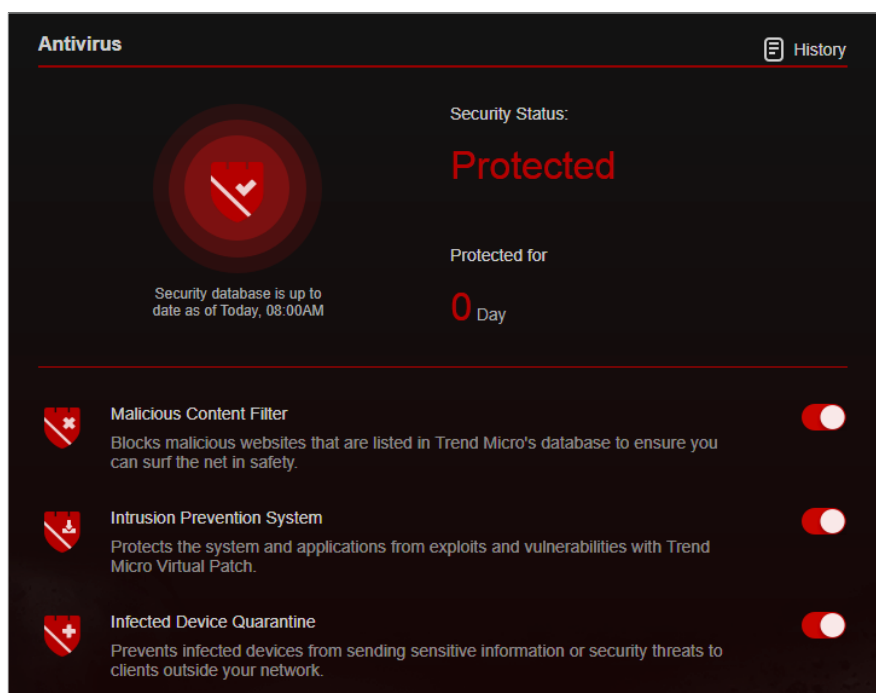 Antivirus
History
Security Status:
Protected
Security database is up to
date as of Today, 08:00AM
Protected for
0 Day
Malicious Content Filter
Blocks malicious websites that are listed in Trend Micro's database to ensure you
can surf the net in safety.
Intrusion Prevention System
Protects the system and applications from exploits and vulnerabilities with Trend
Micro Virtual Patch.
Infected Device Quarantine
Prevents infected devices from sending sensitive information or security threats to
clients outside your network.